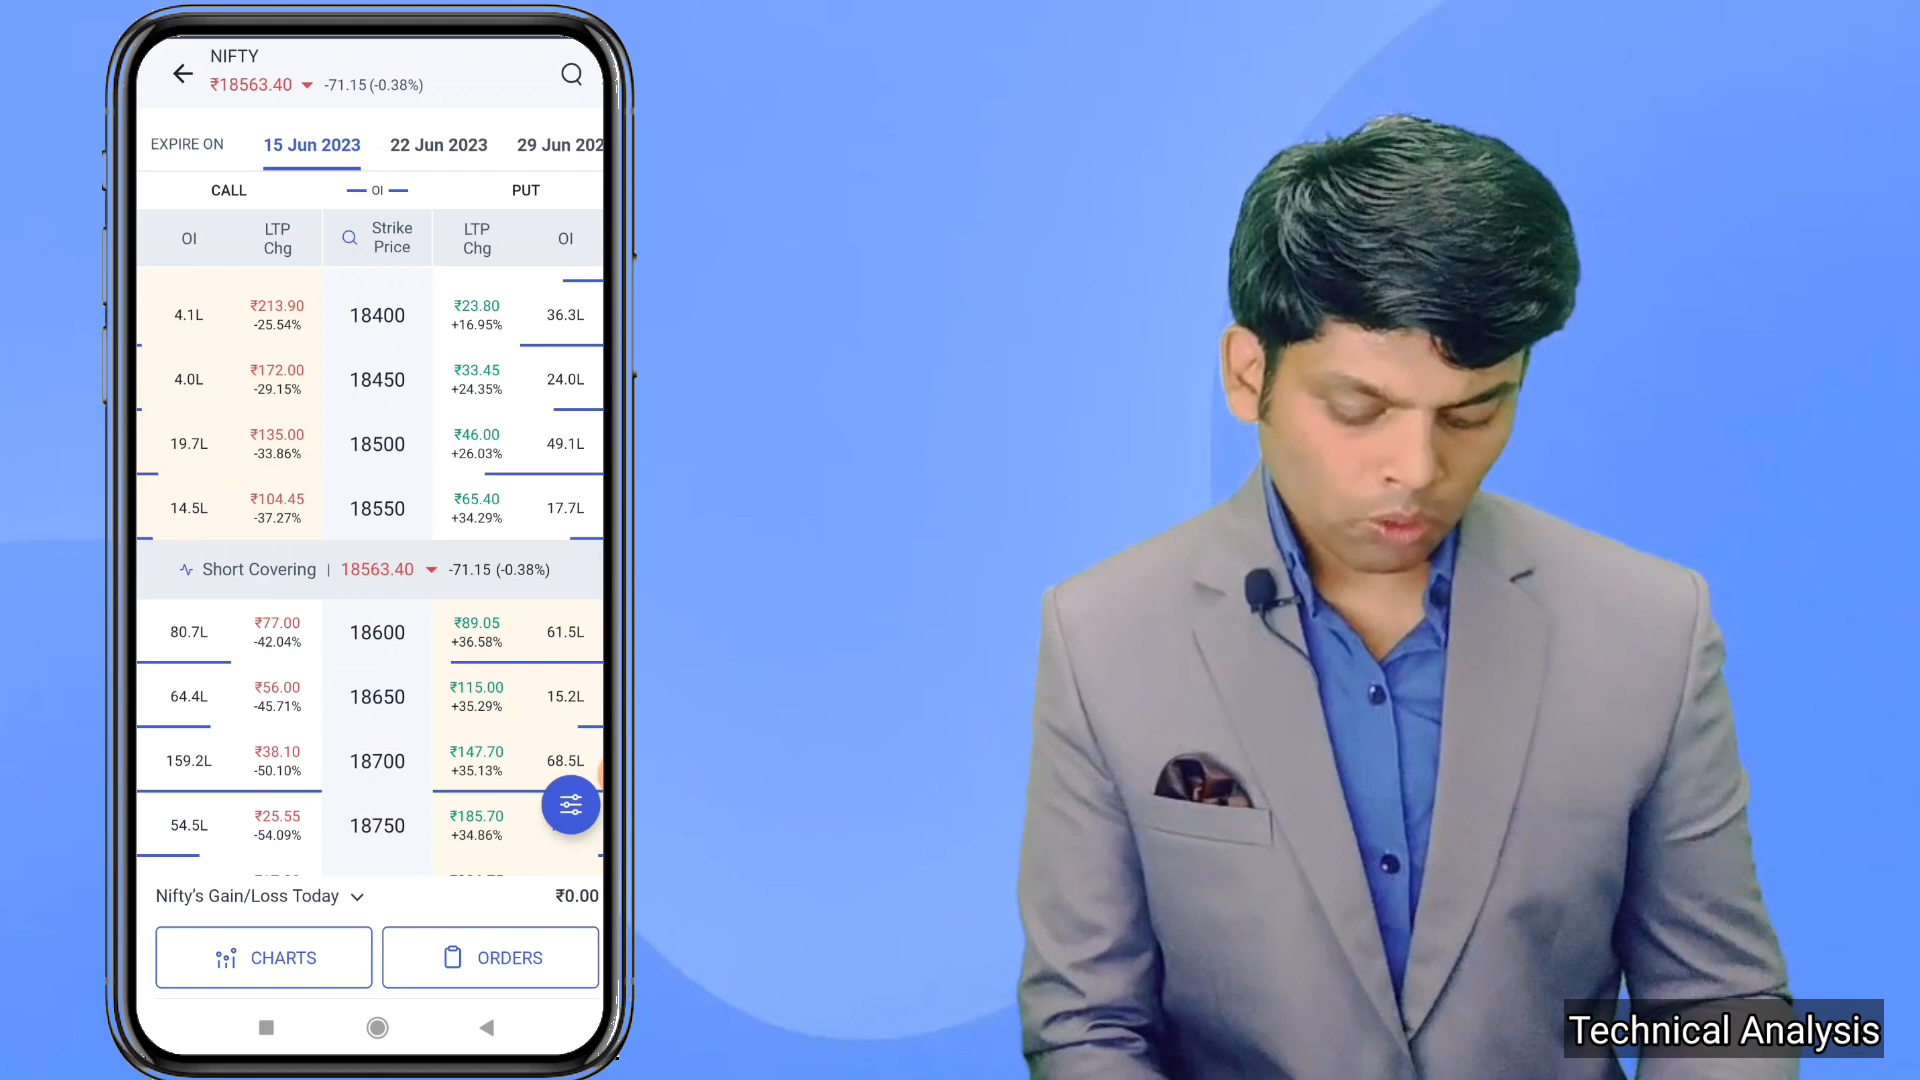 NIFTY
₹18563.40 -71.15 (-0.38%)
EXPIRE ON 15 Jun 2023 22 Jun 2023 29 Jun 202
CALL OI PUT
OI LTP Chg Strike Price LTP Chg OI
4.1L ₹213.90 18400 ₹23.80 36.3L
-25.54% +16.95%
4.0L ₹172.00 18450 ₹33.45 24.0L
-29.15% +24.35%
19.7L ₹135.00 18500 ₹46.00 49.1L
-33.86% +26.03%
14.5L ₹104.45 18550 ₹65.40 17.7L
-37.27% +34.29%
Short Covering | 18563.40 -71.15 (-0.38%)
80.7L ₹77.00 18600 ₹89.05 61.5L
-42.04% +36.58%
64.4L ₹56.00 18650 ₹115.00 15.2L
-45.71% +35.29%
159.2L ₹38.10 18700 ₹147.70 68.5L
-50.10% +35.13%
54.5L ₹25.55 18750 ₹185.70
-54.09% +34.86%
Nifty's Gain/Loss Today ₹0.00
CHARTS ORDERS
Technical Analysis